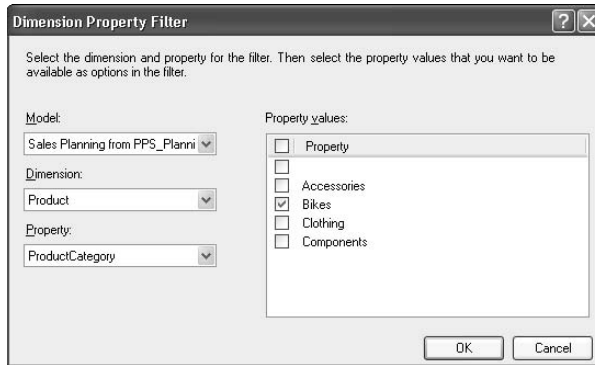 Dimension Property Filter
Select the dimension and property for the filter. Then select the property values that you want to be
available as options in the filter.
Model:
Sales Planning from PPS_Planni
Dimension:
Product
Property:
ProductCategory
Property values:
Property
Accessories
Bikes
Clothing
Components
OK
Cancel